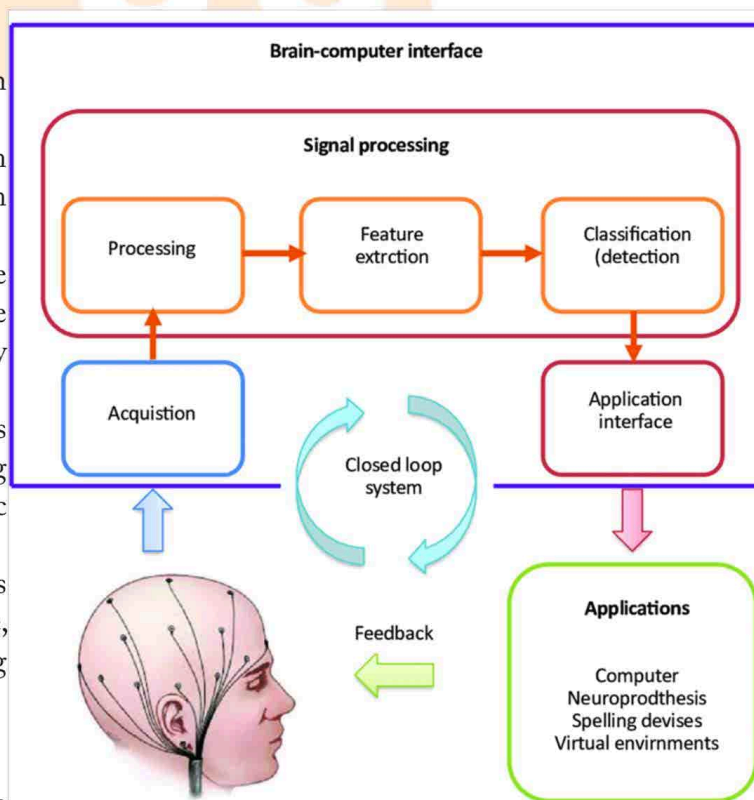 Brain-computer interface
Signal processing
Processing
Feature
extrction
Classification
(detection
Acquistion
Closed loop
system
Application
interface
Feedback
Applications
Computer
Neuroprodthesis
Spelling devises
Virtual envirnments